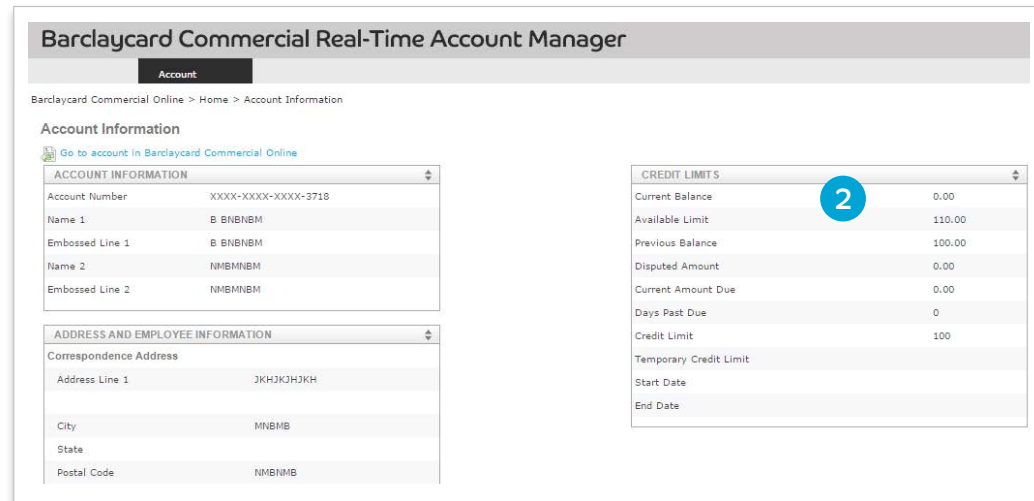 Barclaycard Commercial Real-Time Account Manager
Account
Barclaycard Commercial Online > Home > Account Information
Account Information
Go to account in Barclaycard Commercial Online
ACCOUNT INFORMATION
Account Number XXXX-XXXX-XXXX-3718
Name 1 B BNBNBM
Embossed Line 1 B BNBNBM
Name 2 NMBMNBM
Embossed Line 2 NMBMNBM
ADDRESS AND EMPLOYEE INFORMATION
Correspondence Address
Address Line 1 JKHJKJHJKH
City MNBMB
State
Postal Code NMBNMB
CREDIT LIMITS
2
Current Balance 0.00
Available Limit 110.00
Previous Balance 100.00
Disputed Amount 0.00
Current Amount Due 0.00
Days Past Due 0
Credit Limit 100
Temporary Credit Limit
Start Date
End Date